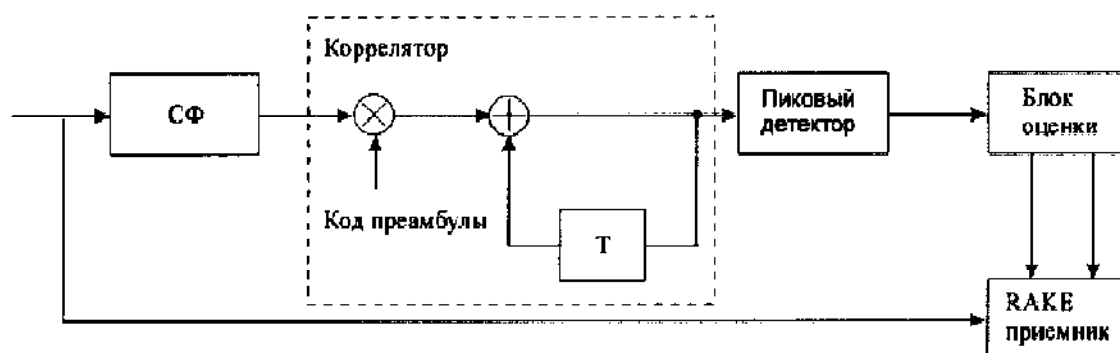 Коррелятор
СФ
Пиковый
детектор
Блок
оценки
Код преамбулы
Т
RAKE
приемник